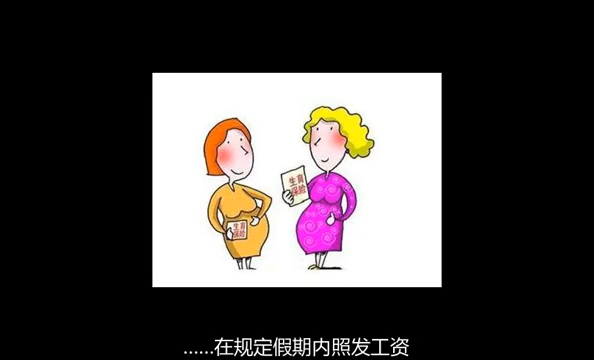 生育
保险
生育
保险
......在规定假期内照发工资